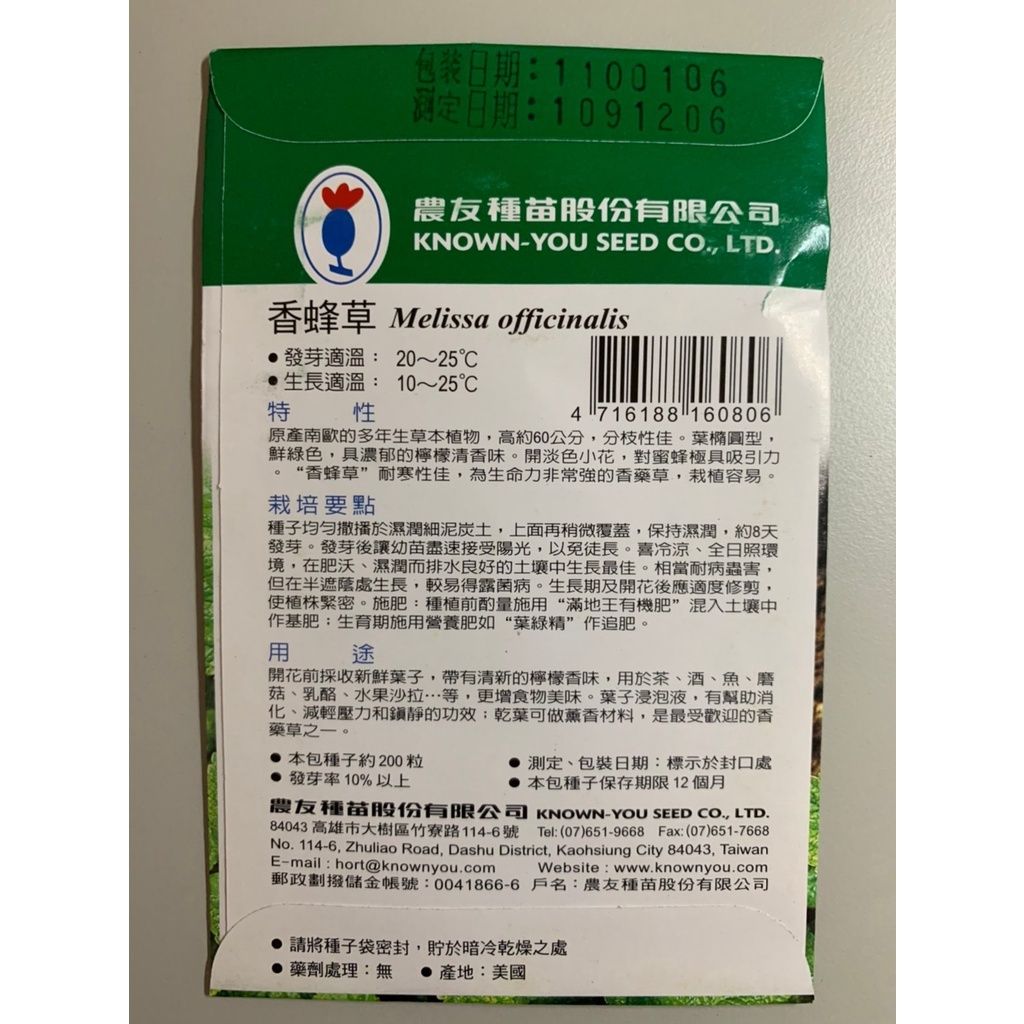 包裝日期：1100106
測定日期：1091206
農友種苗股份有限公司
KNOWN-YOU SEED CO., LTD.
香蜂草 Melissa officinalis
● 發芽適溫： 20～25℃
● 生長適溫： 10～25℃
4 716188 160806
特 性
原產南歐的多年生草本植物，高約60公分，分枝性佳。葉橢圓型，
鮮綠色，具濃郁的檸檬清香味。開淡色小花，對蜜蜂極具吸引力
。“香蜂草”耐寒性佳，為生命力非常強的香藥草，栽植容易。
栽培要點
種子均勻撒播於濕潤細泥炭土，上面再稍微覆蓋，保持濕潤，約8天
發芽。發芽後讓幼苗盡速接受陽光，以免徒長。喜冷涼、全日照環
境，在肥沃、濕潤而排水良好的土壤中生長最佳。相當耐病蟲害，
但在半遮蔭處生長，較易得露菌病。生長期及開花後應適度修剪，
使植株緊密。施肥：種植前酌量施用“滿地王有機肥”混入土壤中
作基肥；生育期施用營養肥如“葉綠精”作追肥。
用 途
開花前採收新鮮葉子，帶有清新的檸檬香味，用於茶、酒、魚、蘑
菇、乳酪、水果沙拉…等，更增食物美味。葉子浸泡液，有幫助消
化、減輕壓力和鎮靜的功效；乾葉可做薰香材料，是最受歡迎的香
藥草之一。
● 本包種子約200粒 ● 測定、包裝日期：標示於封口處
● 發芽率10%以上 ● 本包種子保存期限12個月
農友種苗股份有限公司 KNOWN-YOU SEED CO., LTD.
84043 高雄市大樹區竹寮路114-6號 Tel:(07)651-9668 Fax:(07)651-7668
No. 114-6, Zhuliao Road, Dashu District, Kaohsiung City 84043, Taiwan
E-mail : hort@knownyou.com Website : www.knownyou.com
郵政劃撥儲金帳號：0041866-6 戶名：農友種苗股份有限公司
● 請將種子袋密封，貯於暗冷乾燥之處
● 藥劑處理：無 ● 產地：美國